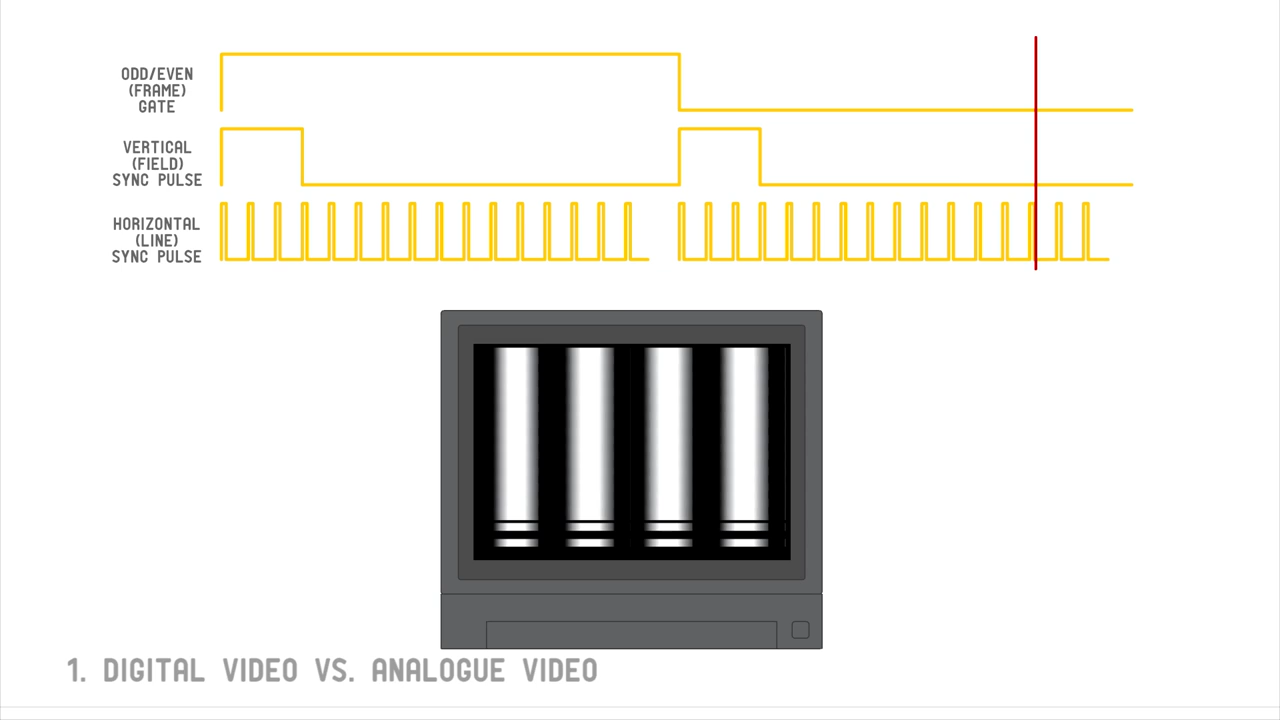 ODD/EVEN
(FRAME)
GATE
VERTICAL
(FIELD)
SYNC PULSE
HORIZONTAL
(LINE)
SYNC PULSE
1. DIGITAL VIDEO VS. ANALOGUE VIDEO